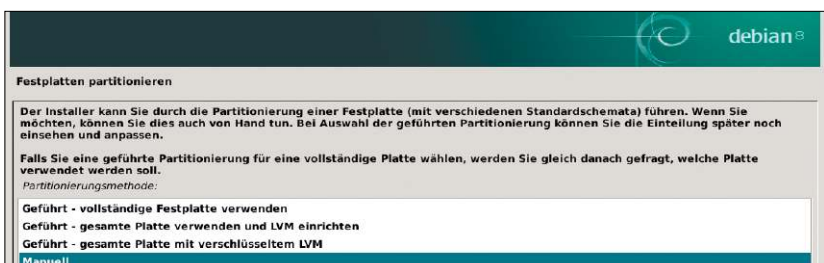 debian 8
Festplatten partitionieren
Der Installer kann Sie durch die Partitionierung einer Festplatte (mit verschiedenen Standardschemata) führen. Wenn Sie
möchten, können Sie dies auch von Hand tun. Bei Auswahl der geführten Partitionierung können Sie die Einteilung später noch
einsehen und anpassen.
Falls Sie eine geführte Partitionierung für eine vollständige Platte wählen, werden Sie gleich danach gefragt, welche Platte
verwendet werden soll.
Partitionierungsmethode:
Geführt - vollständige Festplatte verwenden
Geführt - gesamte Platte verwenden und LVM einrichten
Geführt - gesamte Platte mit verschlüsseltem LVM
Manuell